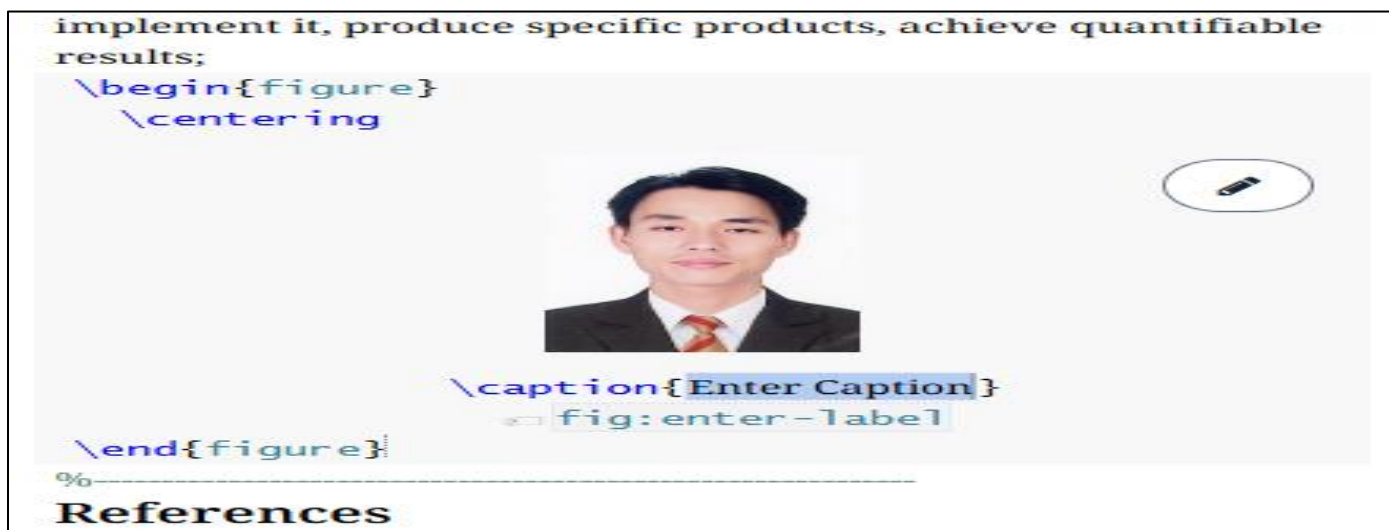 implement it, produce specific products, achieve quantifiable
results;
\begin{figure}
\centering
\caption{Enter Caption}
fig:enter-label
\end{figure}
%------------------------------------------------------------
References